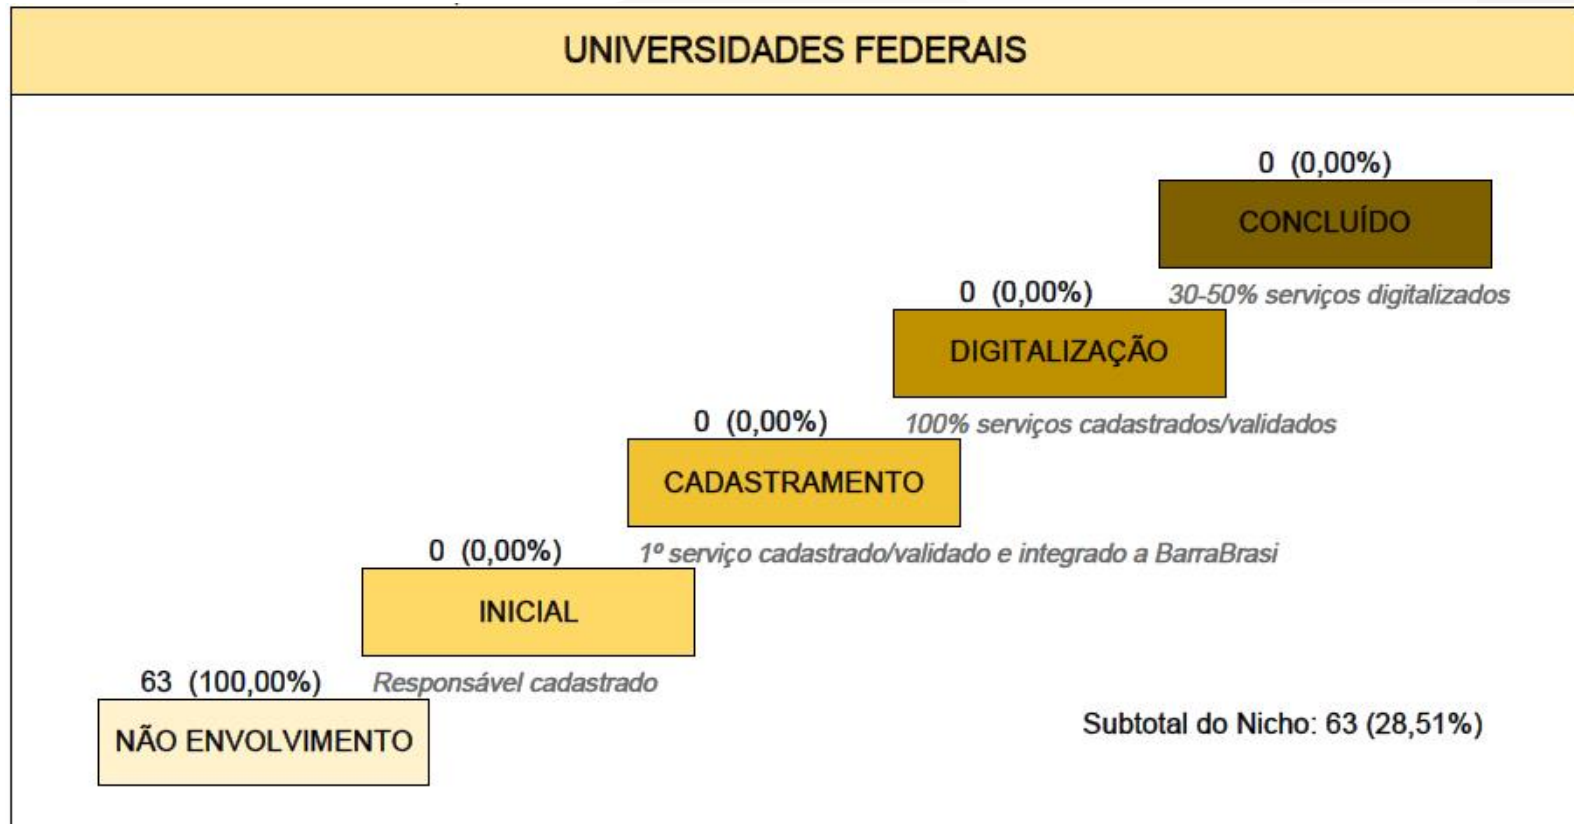 UNIVERSIDADES FEDERAIS
0 (0,00%)
CONCLUÍDO
30-50% serviços digitalizados
0 (0,00%)
DIGITALIZAÇÃO
100% serviços cadastrados/validados
0 (0,00%)
CADASTRAMENTO
1º serviço cadastrado/validado e integrado a BarraBrasi
0 (0,00%)
INICIAL
Responsável cadastrado
63 (100,00%)
NÃO ENVOLVIMENTO
Subtotal do Nicho: 63 (28,51%)